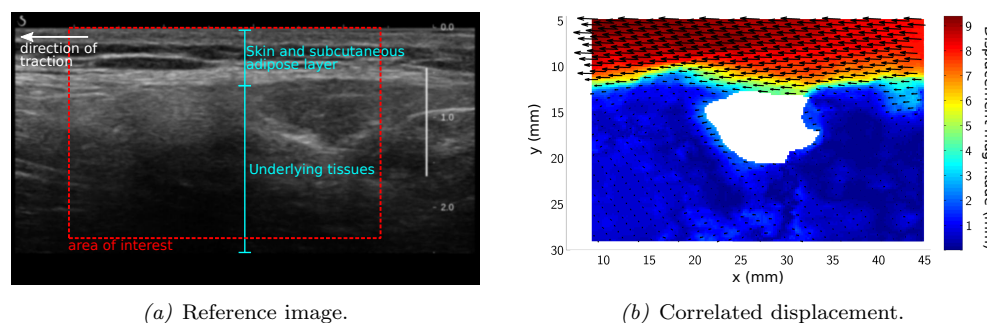 direction of
traction
Skin and subcutaneous
adipose layer
Underlying tissues
area of interest
0.0
1.0
2.0
(a) Reference image.
y (mm)
5
10
15
20
25
30
10
15
20
25
30
35
40
45
x (mm)
9
8
7
6
5
4
3
2
1
(b) Correlated displacement.